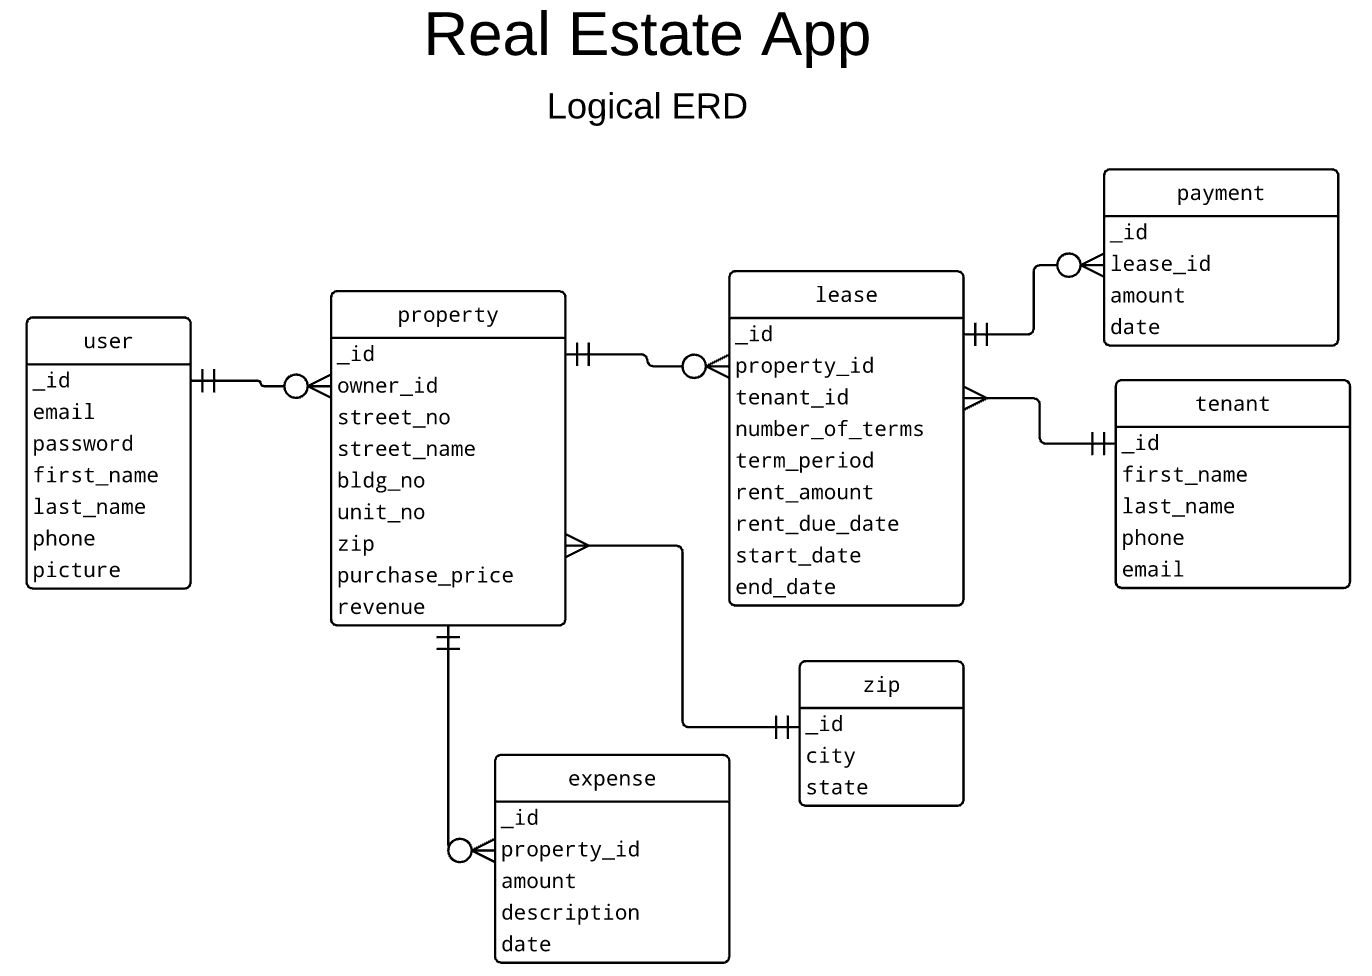 Real Estate App
Logical ERD
user
_id
email
password
first_name
last_name
phone
picture
property
_id
owner_id
street_no
street_name
bldg_no
unit_no
zip
purchase_price
revenue
lease
_id
property_id
tenant_id
number_of_terms
term_period
rent_amount
rent_due_date
start_date
end_date
payment
_id
lease_id
amount
date
tenant
_id
first_name
last_name
phone
email
zip
_id
city
state
expense
_id
property_id
amount
description
date